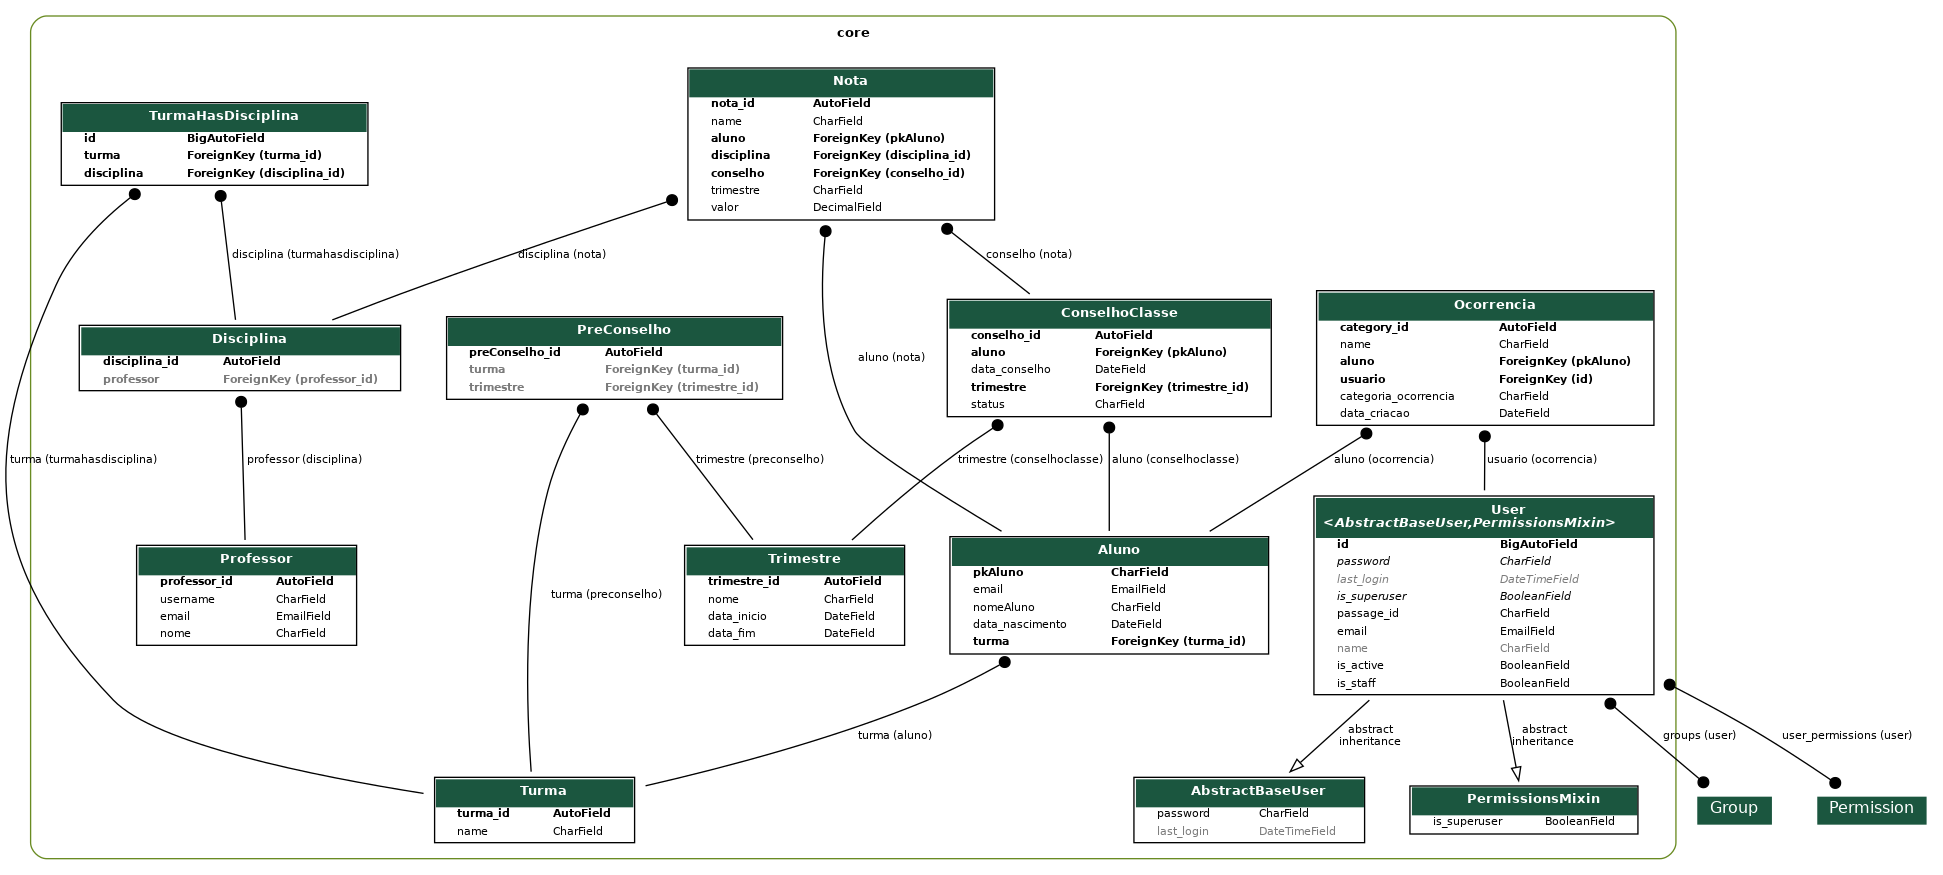 core
Nota
nota_id AutoField
name CharField
aluno ForeignKey (pkAluno)
disciplina ForeignKey (disciplina_id)
conselho ForeignKey (conselho_id)
trimestre CharField
valor DecimalField
TurmaHasDisciplina
id BigAutoField
turma ForeignKey (turma_id)
disciplina ForeignKey (disciplina_id)
disciplina (turmahasdisciplina)
disciplina (nota)
conselho (nota)
Disciplina
disciplina_id AutoField
professor ForeignKey (professor_id)
PreConselho
preConselho_id AutoField
turma ForeignKey (turma_id)
trimestre ForeignKey (trimestre_id)
aluno (nota)
ConselhoClasse
conselho_id AutoField
aluno ForeignKey (pkAluno)
data_conselho DateField
trimestre ForeignKey (trimestre_id)
status CharField
Ocorrencia
category_id AutoField
name CharField
aluno ForeignKey (pkAluno)
usuario ForeignKey (id)
categoria_ocorrencia CharField
data_criacao DateField
turma (turmahasdisciplina)
professor (disciplina)
trimestre (preconselho)
trimestre (conselhoclasse)
aluno (conselhoclasse)
aluno (ocorrencia)
usuario (ocorrencia)
Professor
professor_id AutoField
username CharField
email EmailField
nome CharField
turma (preconselho)
Trimestre
trimestre_id AutoField
nome CharField
data_inicio DateField
data_fim DateField
Aluno
pkAluno CharField
email EmailField
nomeAluno CharField
data_nascimento DateField
turma ForeignKey (turma_id)
User
<AbstractBaseUser,PermissionsMixin>
id BigAutoField
password CharField
last_login DateTimeField
is_superuser BooleanField
passage_id CharField
email EmailField
name CharField
is_active BooleanField
is_staff BooleanField
turma (aluno)
abstract
inheritance
abstract
inheritance
groups (user)
user_permissions (user)
Turma
turma_id AutoField
name CharField
AbstractBaseUser
password CharField
last_login DateTimeField
PermissionsMixin
is_superuser BooleanField
Group
Permission